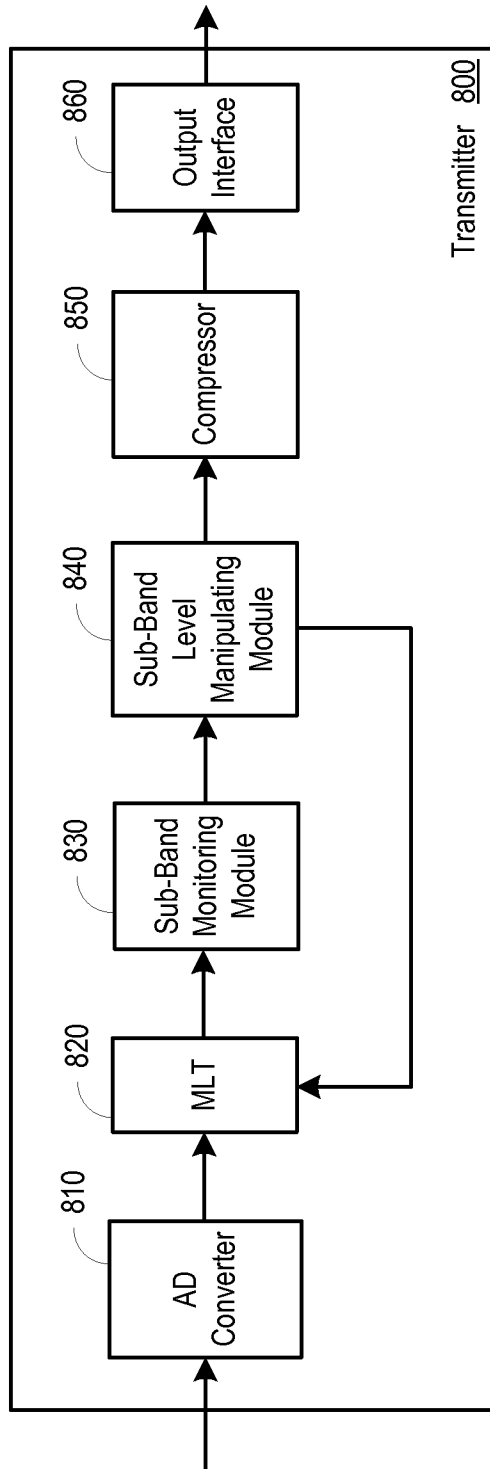 810
AD
Converter
820
MLT
830
Sub-Band
Monitoring
Module
840
Sub-Band
Level
Manipulating
Module
850
Compressor
860
Output
Interface
Transmitter 800